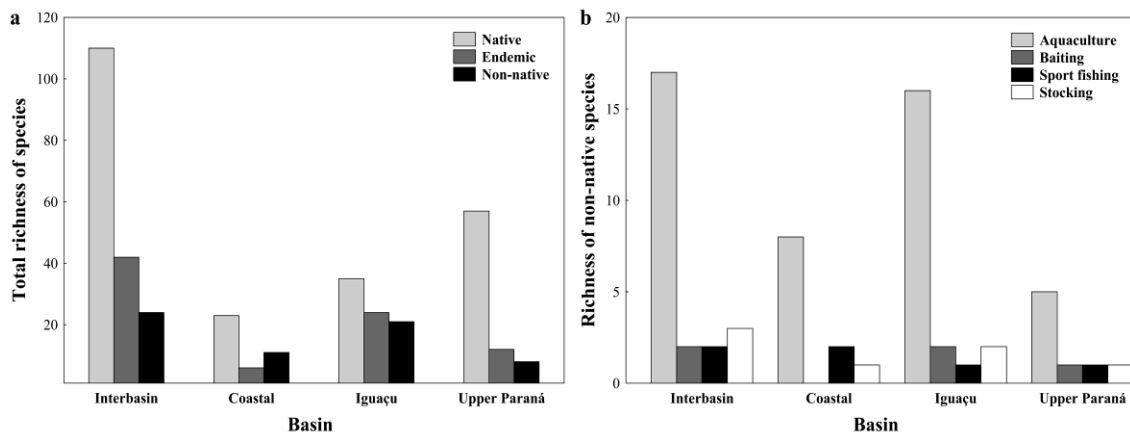 a
120
100
80
60
40
20
Total richness of species
Native
Endemic
Non-native
Interbasin
Coastal
Iguaçu
Upper Paraná
Basin
b
20
15
10
5
0
Richness of non-native species
Aquaculture
Baiting
Sport fishing
Stocking
Interbasin
Coastal
Iguaçu
Upper Paraná
Basin